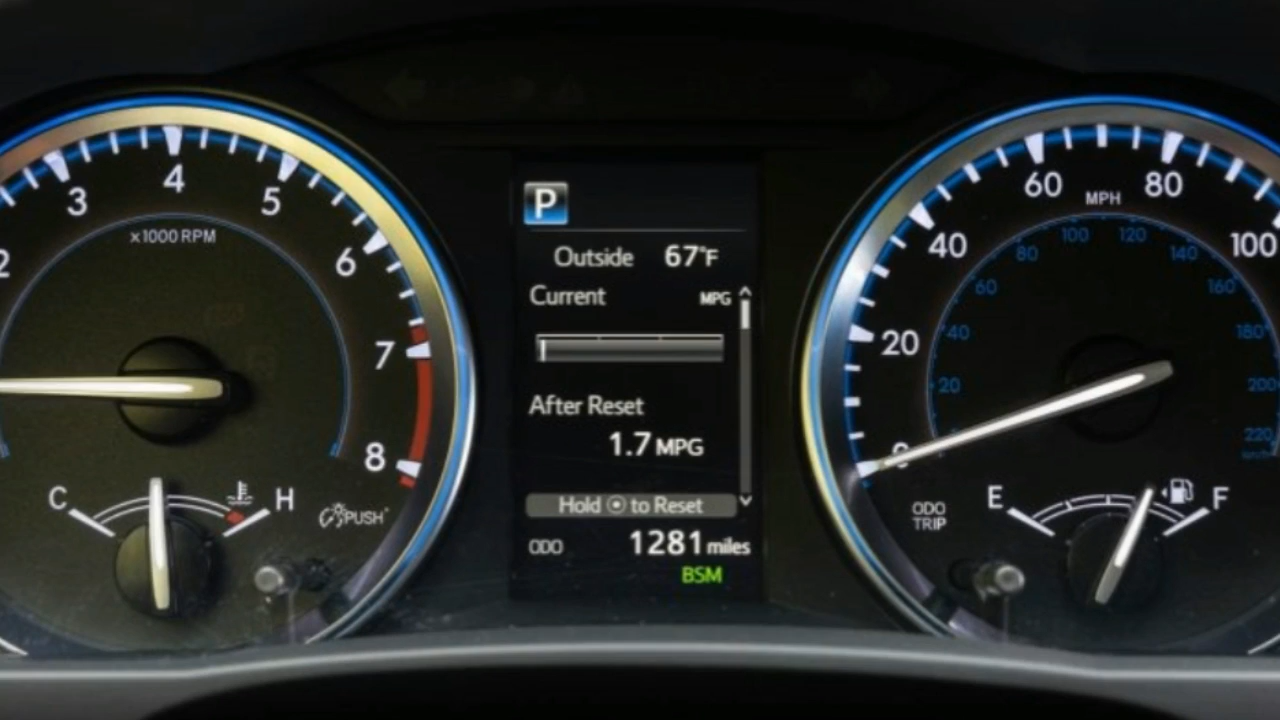 2
3
4
5
6
7
8
x1000 RPM
C
H
PUSH
P
Outside 67°F
Current MPG
After Reset
1.7 MPG
Hold to Reset
ODO 1281 miles
BSM
0
20
40
60
80
100
MPH
20
40
60
80
100
120
140
160
180
200
220
ODO
TRIP
E
F